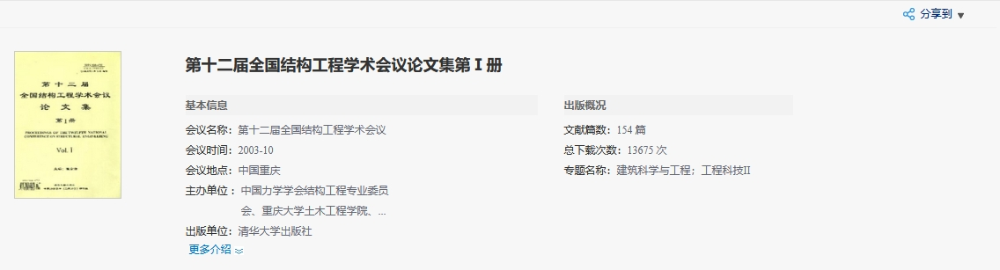 分享到
第十二届全国结构工程学术会议论文集第Ⅰ册
第十二届
全国结构工程学术会议
论文集
第Ⅰ册
PROCEEDINGS OF THE TWELFTH NATIONAL
CONFERENCE ON STRUCTURAL ENGINEERING
Vol. I
基本信息
会议名称：第十二届全国结构工程学术会议
会议时间：2003-10
会议地点：中国重庆
主办单位：中国力学学会结构工程专业委员
会、重庆大学土木工程学院、...
出版单位：清华大学出版社
更多介绍
出版概况
文献篇数：154 篇
总下载次数：13675 次
专题名称：建筑科学与工程；工程科技II